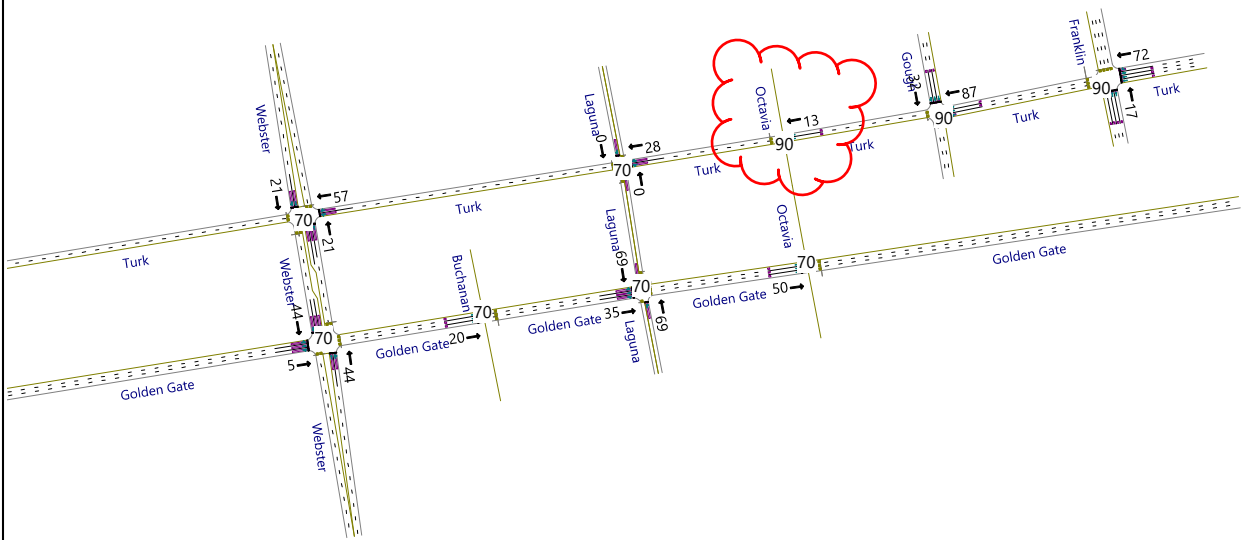 Franklin
72
90
17
Turk
Gough
32
87
90
Turk
Octavia
13
90
Turk
Turk
Laguna
0
28
70
0
Webster
21
57
70
21
Turk
Turk
Laguna
69
70
35
69
Laguna
Octavia
70
50
Golden Gate
Golden Gate
Buchanan
70
20
Golden Gate
Golden Gate
Webster
44
70
5
44
Golden Gate
Webster